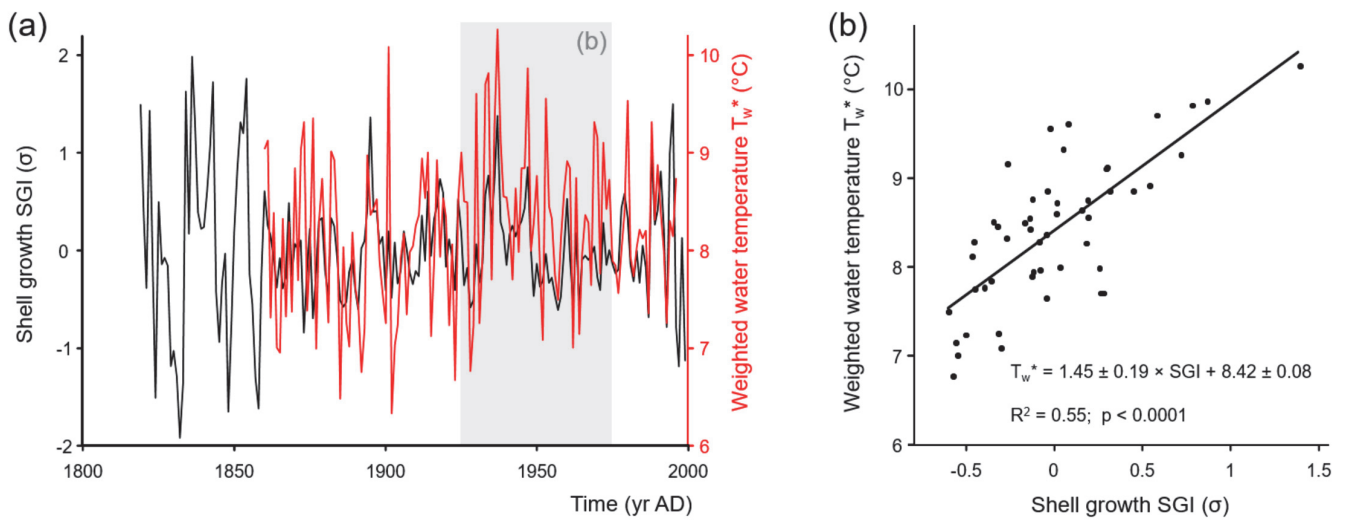 (a)
(b)
Shell growth SGI (σ)
2
1
0
-1
-2
1800
1850
1900
1950
2000
Time (yr AD)
10
9
8
7
6
Weighted water temperature Tw* (°C)
(b)
Weighted water temperature Tw* (°C)
10
9
8
7
6
Tw* = 1.45 ± 0.19 × SGI + 8.42 ± 0.08
R² = 0.55; p < 0.0001
-0.5
0
0.5
1
1.5
Shell growth SGI (σ)